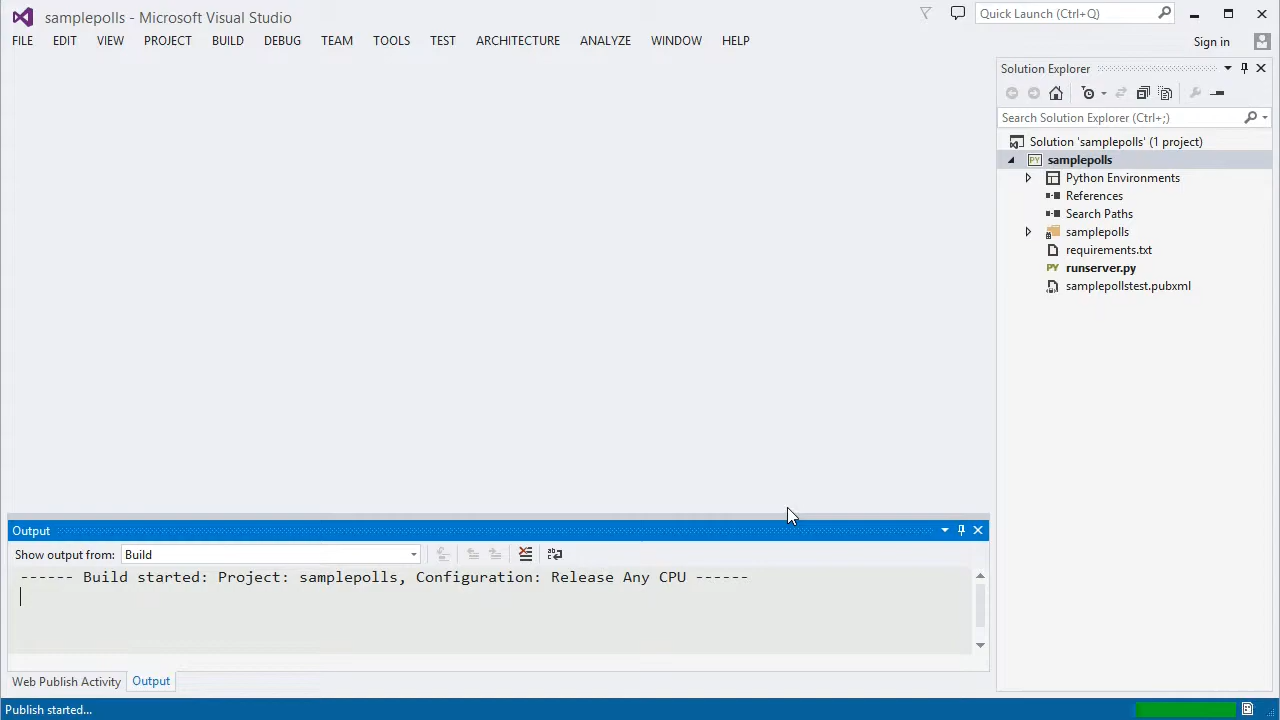 samplepolls - Microsoft Visual Studio
Quick Launch (Ctrl+Q)
FILE EDIT VIEW PROJECT BUILD DEBUG TEAM TOOLS TEST ARCHITECTURE ANALYZE WINDOW HELP
Sign in
Solution Explorer
Search Solution Explorer (Ctrl+;)
Solution 'samplepolls' (1 project)
PY samplepolls
Python Environments
References
Search Paths
samplepolls
requirements.txt
PY runserver.py
samplepollstest.pubxml
Output
Show output from: Build
------ Build started: Project: samplepolls, Configuration: Release Any CPU ------
Web Publish Activity Output
Publish started...